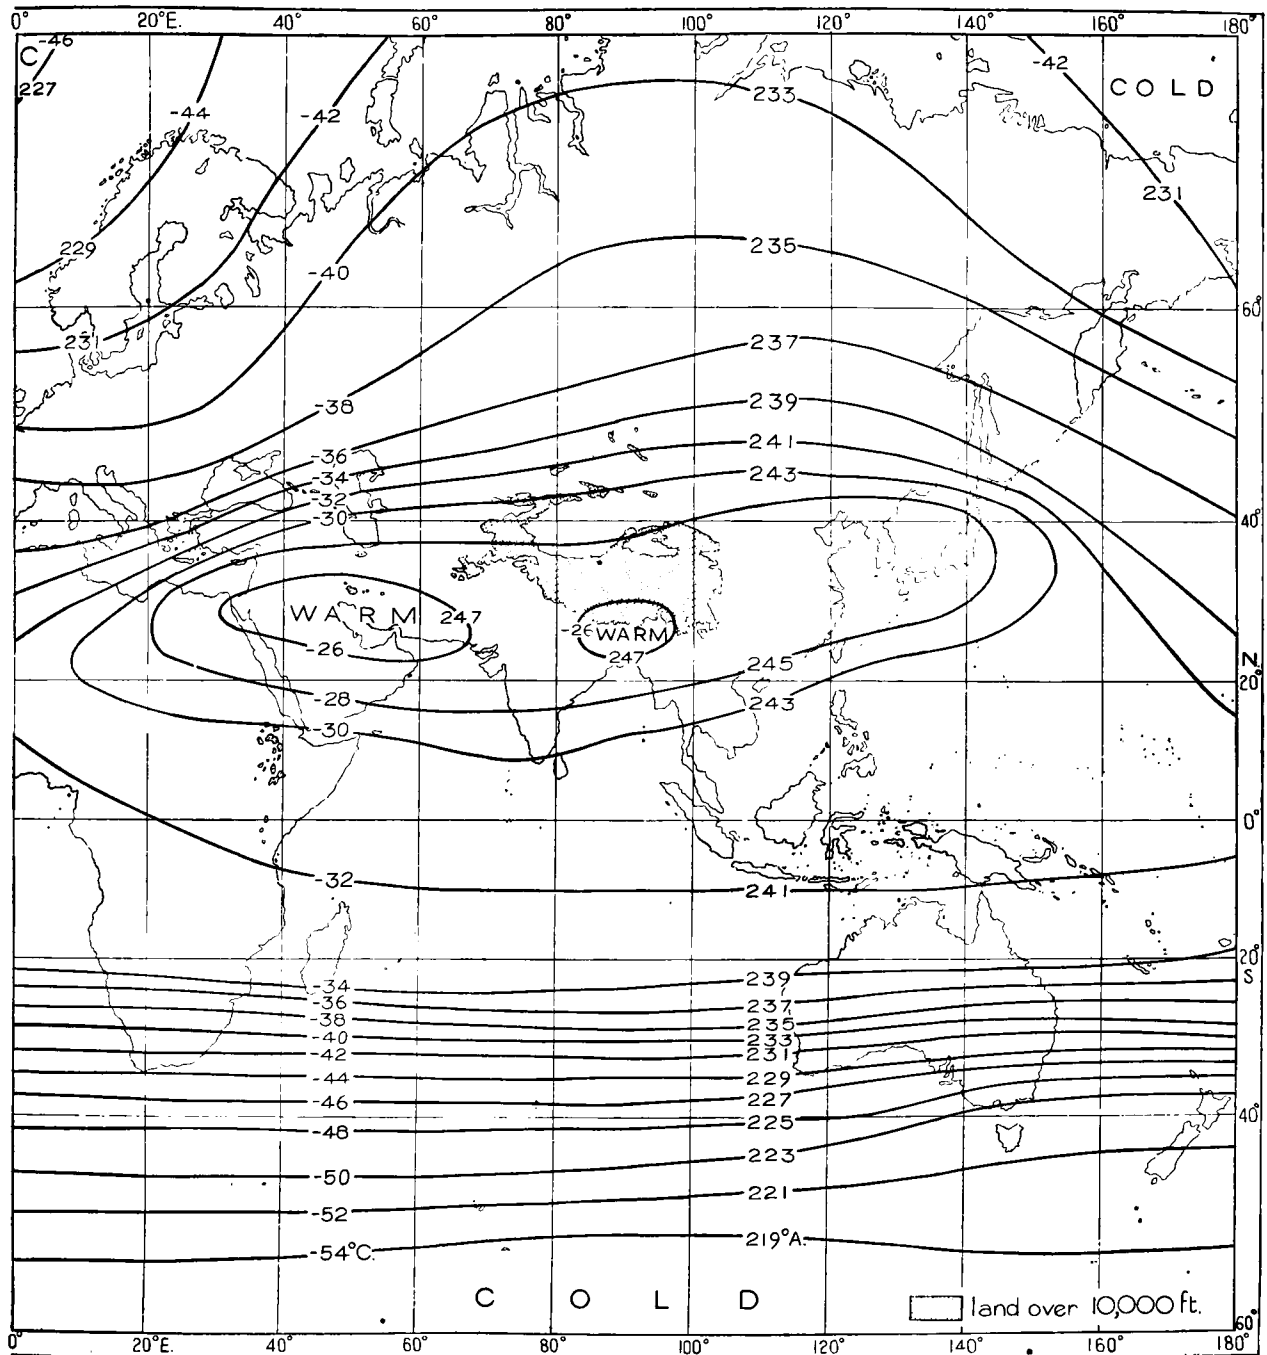 0° 20°E. 40° 60° 80° 100° 120° 140° 160° 180°
-46 -42
C
227 233 COLD
-44 -42
231
229 235
-40
60°
231 237
-38 239
-36 241
-34 243
-32
-30 40°
WARM 247 -26 WARM
-26 247 245 N.
20°
-28 243
-30
0°
-32 241
20°
S
-34 239
-36 237
-38 235
-40 233
-42 231
-44 229
-46 227
-48 225 40°
223
-50 221
-52
-54°C. 219°A.
COLD land over 10,000 ft.
60°
0° 20°E. 40° 60° 80° 100° 120° 140° 160° 180°